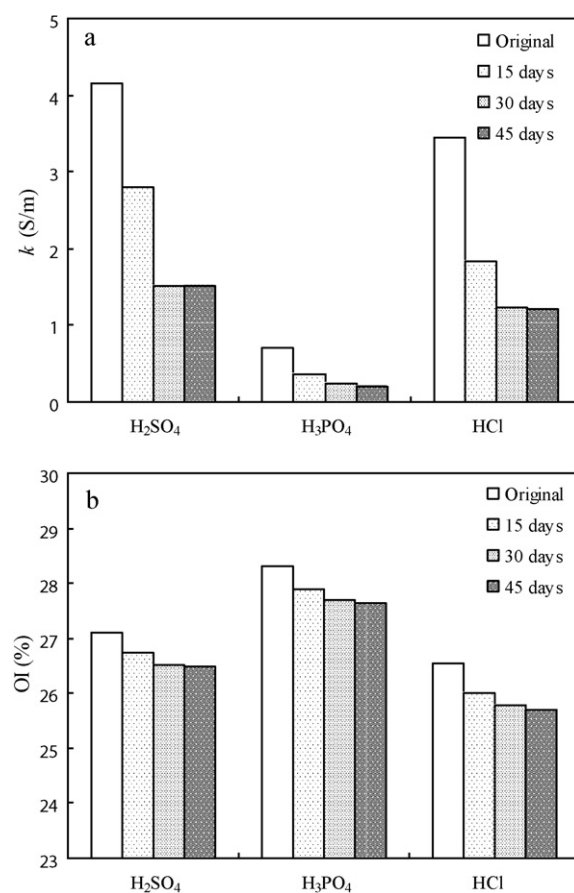 a
5
4
3
2
1
0
k (S/m)
Original
15 days
30 days
45 days
H₂SO₄
H₃PO₄
HCl
b
30
29
28
27
26
25
24
23
OI (%)
Original
15 days
30 days
45 days
H₂SO₄
H₃PO₄
HCl